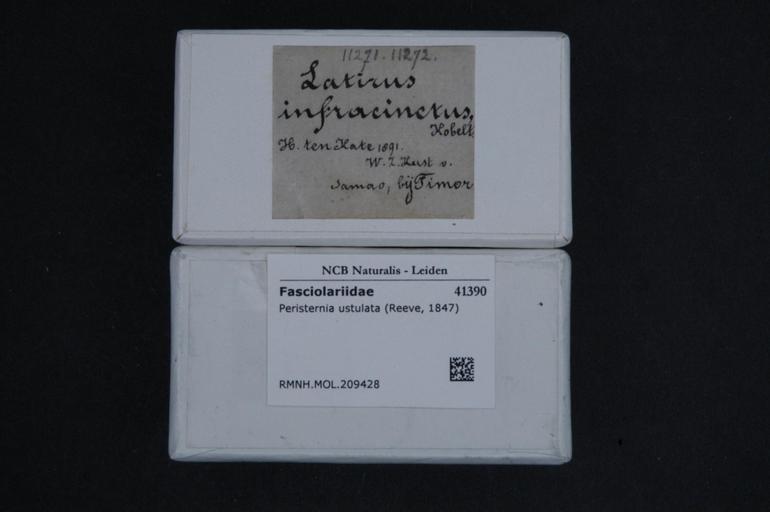 11271.11272.
Latirus
infracinctus,
Kobelt
H. ten Kate 1891.
W. Z. Kust v.
Samao, bij Timor
NCB Naturalis - Leiden
Fasciolariidae 41390
Peristernia ustulata (Reeve, 1847)
RMNH.MOL.209428